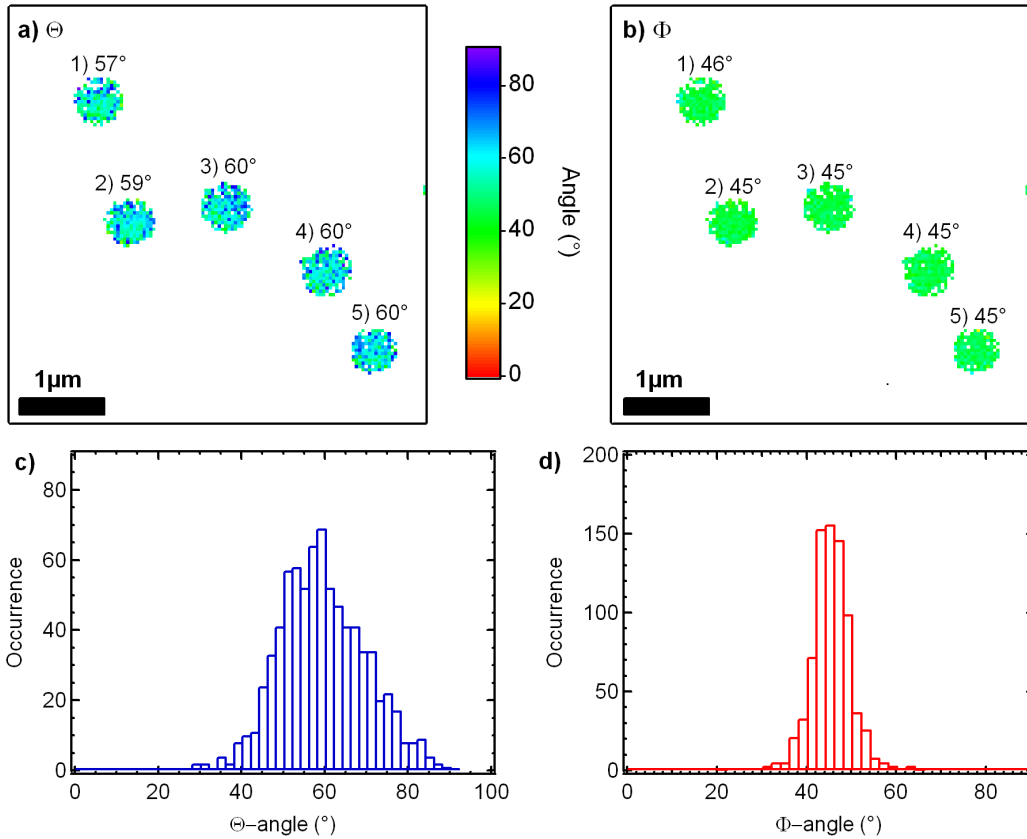 a) Θ
1) 57°
2) 59°
3) 60°
4) 60°
5) 60°
1µm
80
60
40
20
0
Angle (°)
b) Φ
1) 46°
2) 45°
3) 45°
4) 45°
5) 45°
1µm
c)
80
60
40
20
0
Occurrence
0 20 40 60 80 100
Θ–angle (°)
d)
200
150
100
50
0
Occurrence
0 20 40 60 80
Φ–angle (°)